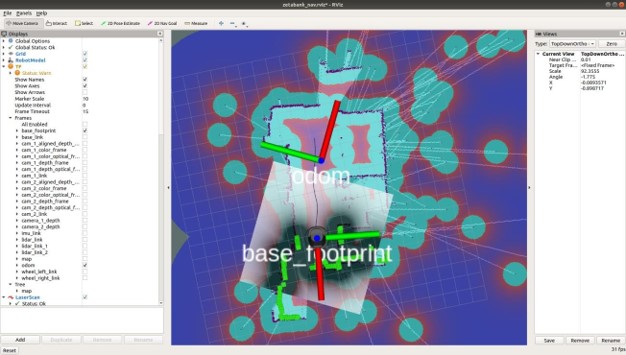 zetabank_nav.rviz* - RViz
File Panels Help
Move Camera Interact Select 2D Pose Estimate 2D Nav Goal Measure
Displays
Global Options
Global Status: Ok
Grid
RobotModel
TF
Status: Warn
Show Names
Show Axes
Show Arrows
Marker Scale 10
Update Interval 0
Frame Timeout 15
Frames
All Enabled
base_footprint
base_link
cam_1_aligned_depth_...
cam_1_color_frame
cam_1_color_optical_fr...
cam_1_depth_frame
cam_1_depth_optical_f...
cam_1_link
cam_2_aligned_depth_...
cam_2_color_frame
cam_2_color_optical_fr...
cam_2_depth_frame
cam_2_depth_optical_f...
cam_2_link
camera_1_depth
camera_2_depth
imu_link
lidar_link
lidar_link_1
lidar_link_2
map
odom
wheel_left_link
wheel_right_link
Tree
map
LaserScan
Status: Ok
Add Duplicate Remove Rename
Reset
odom
base_footprint
Views
Type: TopDownOrtho Zero
Current View TopDownOrtho...
Near Clip ... 0.01
Target Fra... <Fixed Frame>
Scale 92.3555
Angle -1.775
X
Y
Save Remove Rename
31 fps